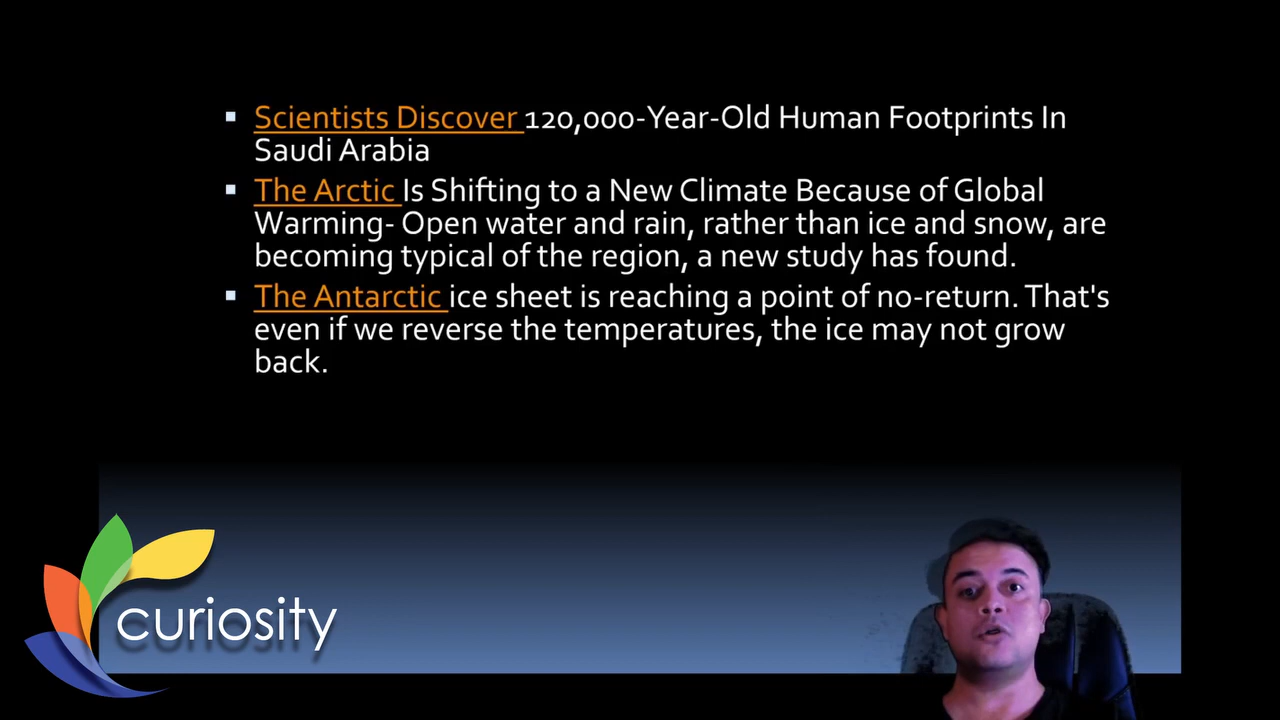 Scientists Discover 120,000-Year-Old Human Footprints In
Saudi Arabia
The Arctic Is Shifting to a New Climate Because of Global
Warming- Open water and rain, rather than ice and snow, are
becoming typical of the region, a new study has found.
The Antarctic ice sheet is reaching a point of no-return. That's
even if we reverse the temperatures, the ice may not grow
back.
curiosity